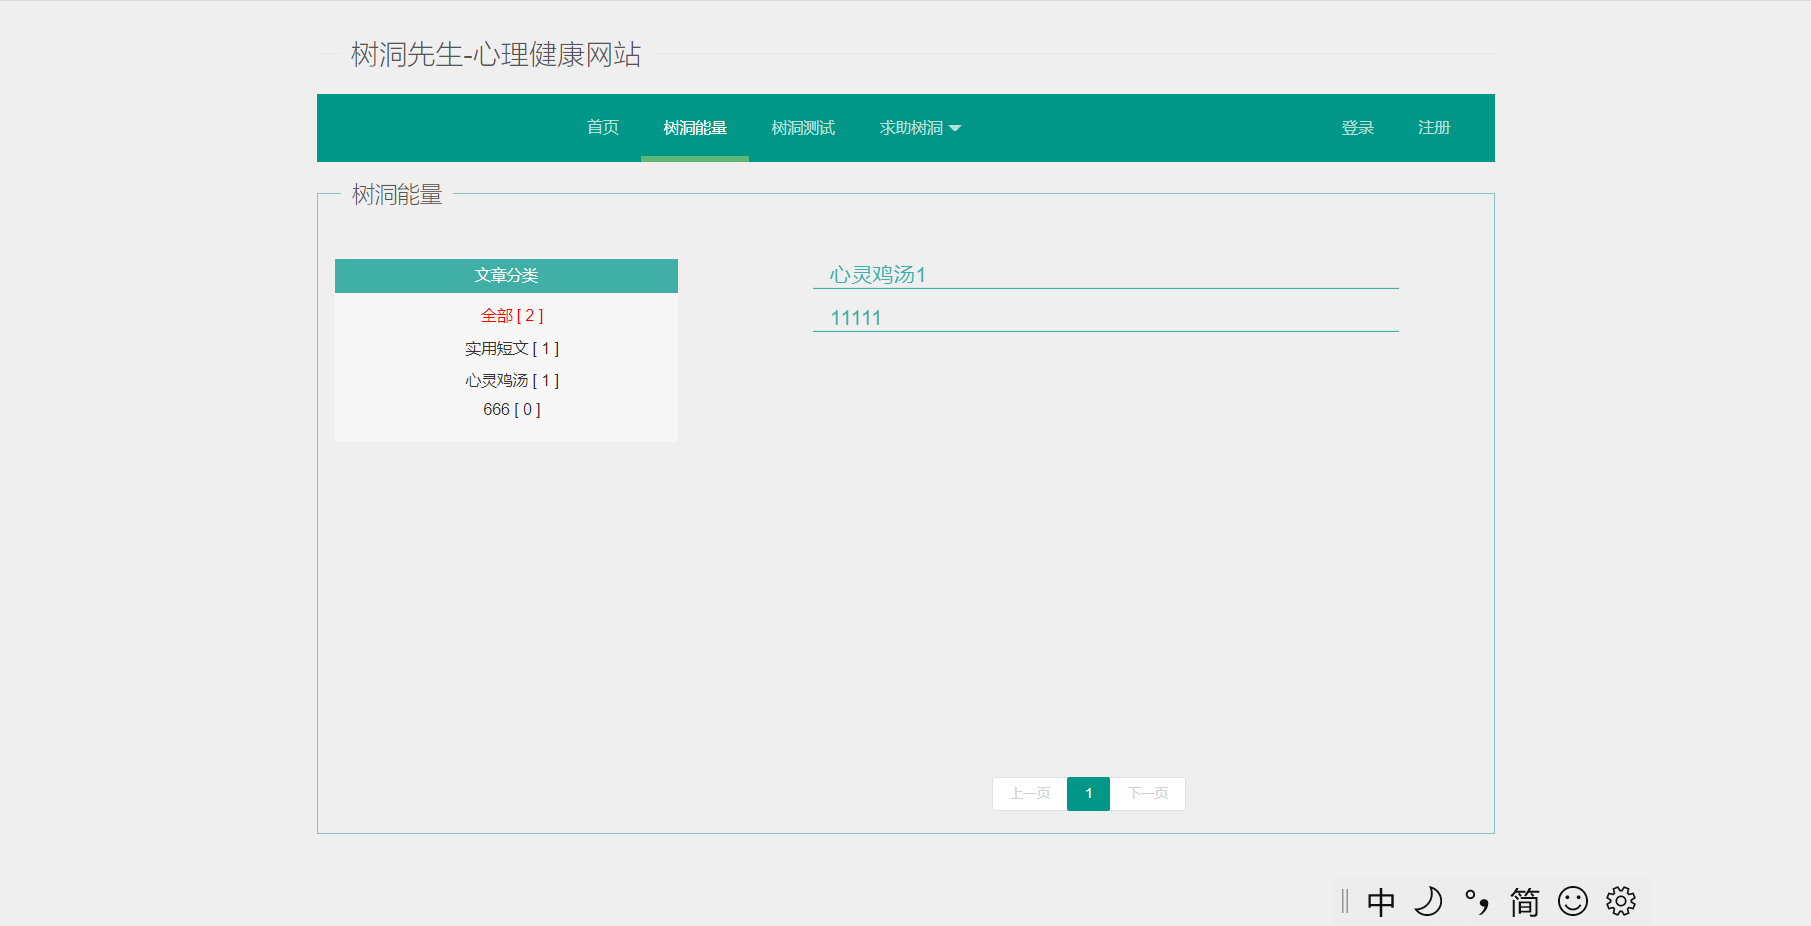 树洞先生-心理健康网站
首页 树洞能量 树洞测试 求助树洞 登录 注册
树洞能量
文章分类
全部 [ 2 ]
实用短文 [ 1 ]
心灵鸡汤 [ 1 ]
666 [ 0 ]
心灵鸡汤1
11111
上一页 1 下一页
中 °, 简